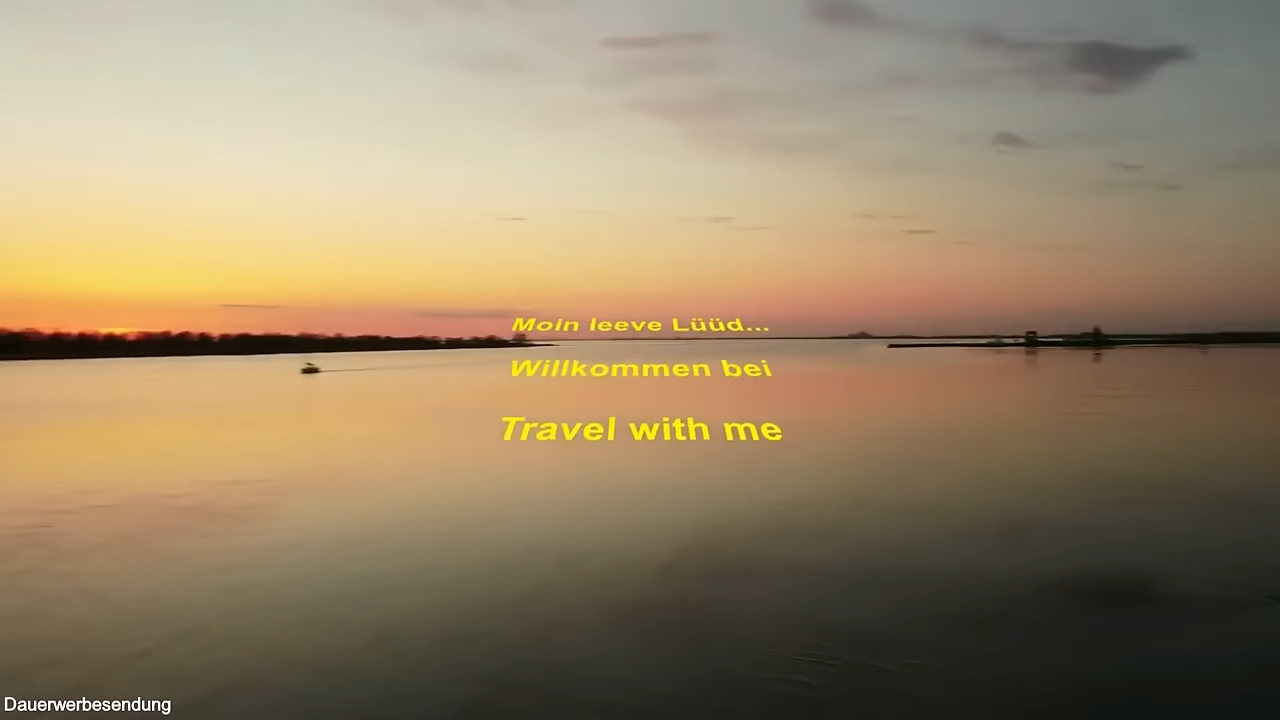 Moin leeve Lüüd...
Willkommen bei
Travel with me
Dauerwerbesendung